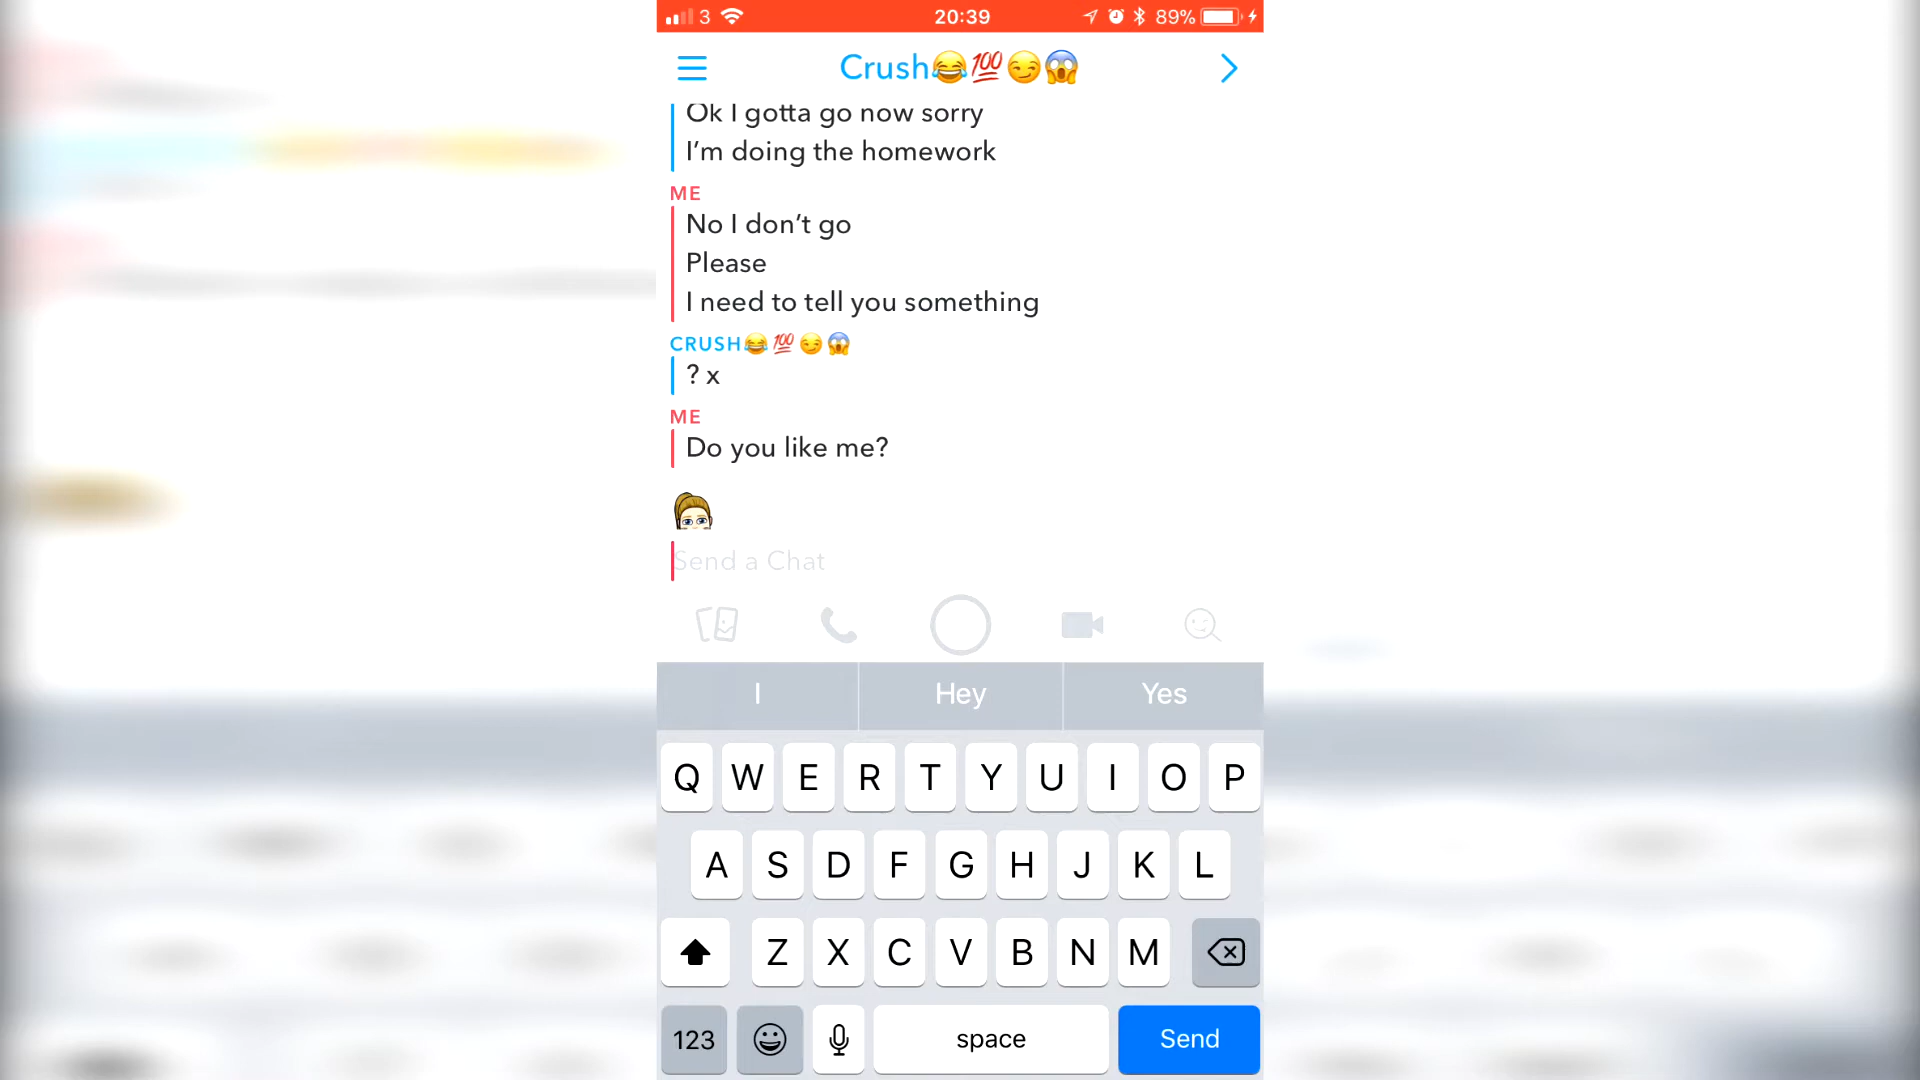 3 20:39 89%
Crush😂💯😏😱
Ok I gotta go now sorry
I'm doing the homework
ME
No I don't go
Please
I need to tell you something
CRUSH😂💯😏😱
? x
ME
Do you like me?
Send a Chat
I Hey Yes
Q W E R T Y U I O P
A S D F G H J K L
Z X C V B N M
123 space Send